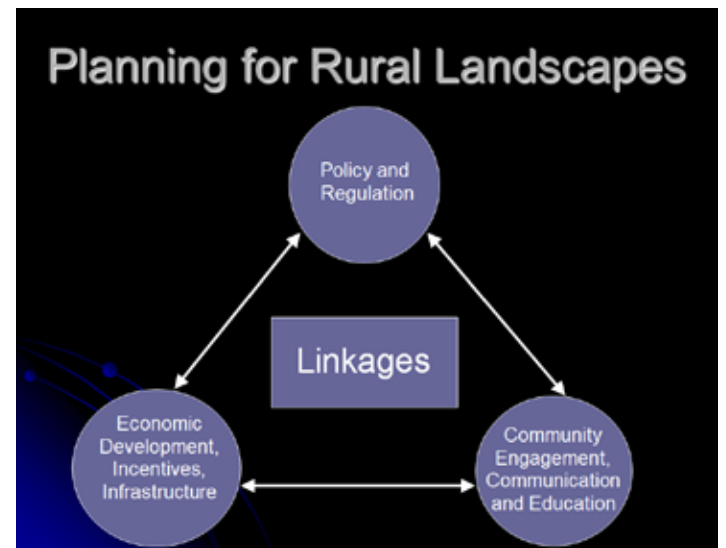 Planning for Rural Landscapes
Policy and
Regulation
Linkages
Economic
Development,
Incentives,
Infrastructure
Community
Engagement,
Communication
and Education